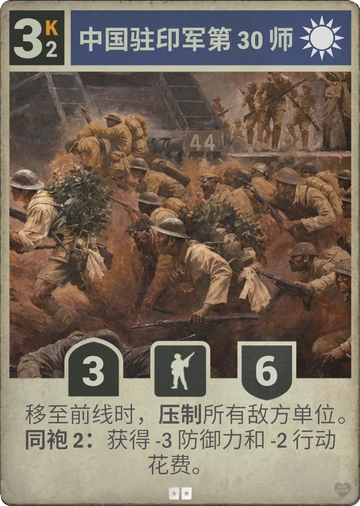 3 K 2 中国驻印军第 30 师
44
3 6
移至前线时，压制所有敌方单位。
同袍 2：获得 -3 防御力和 -2 行动
花费。